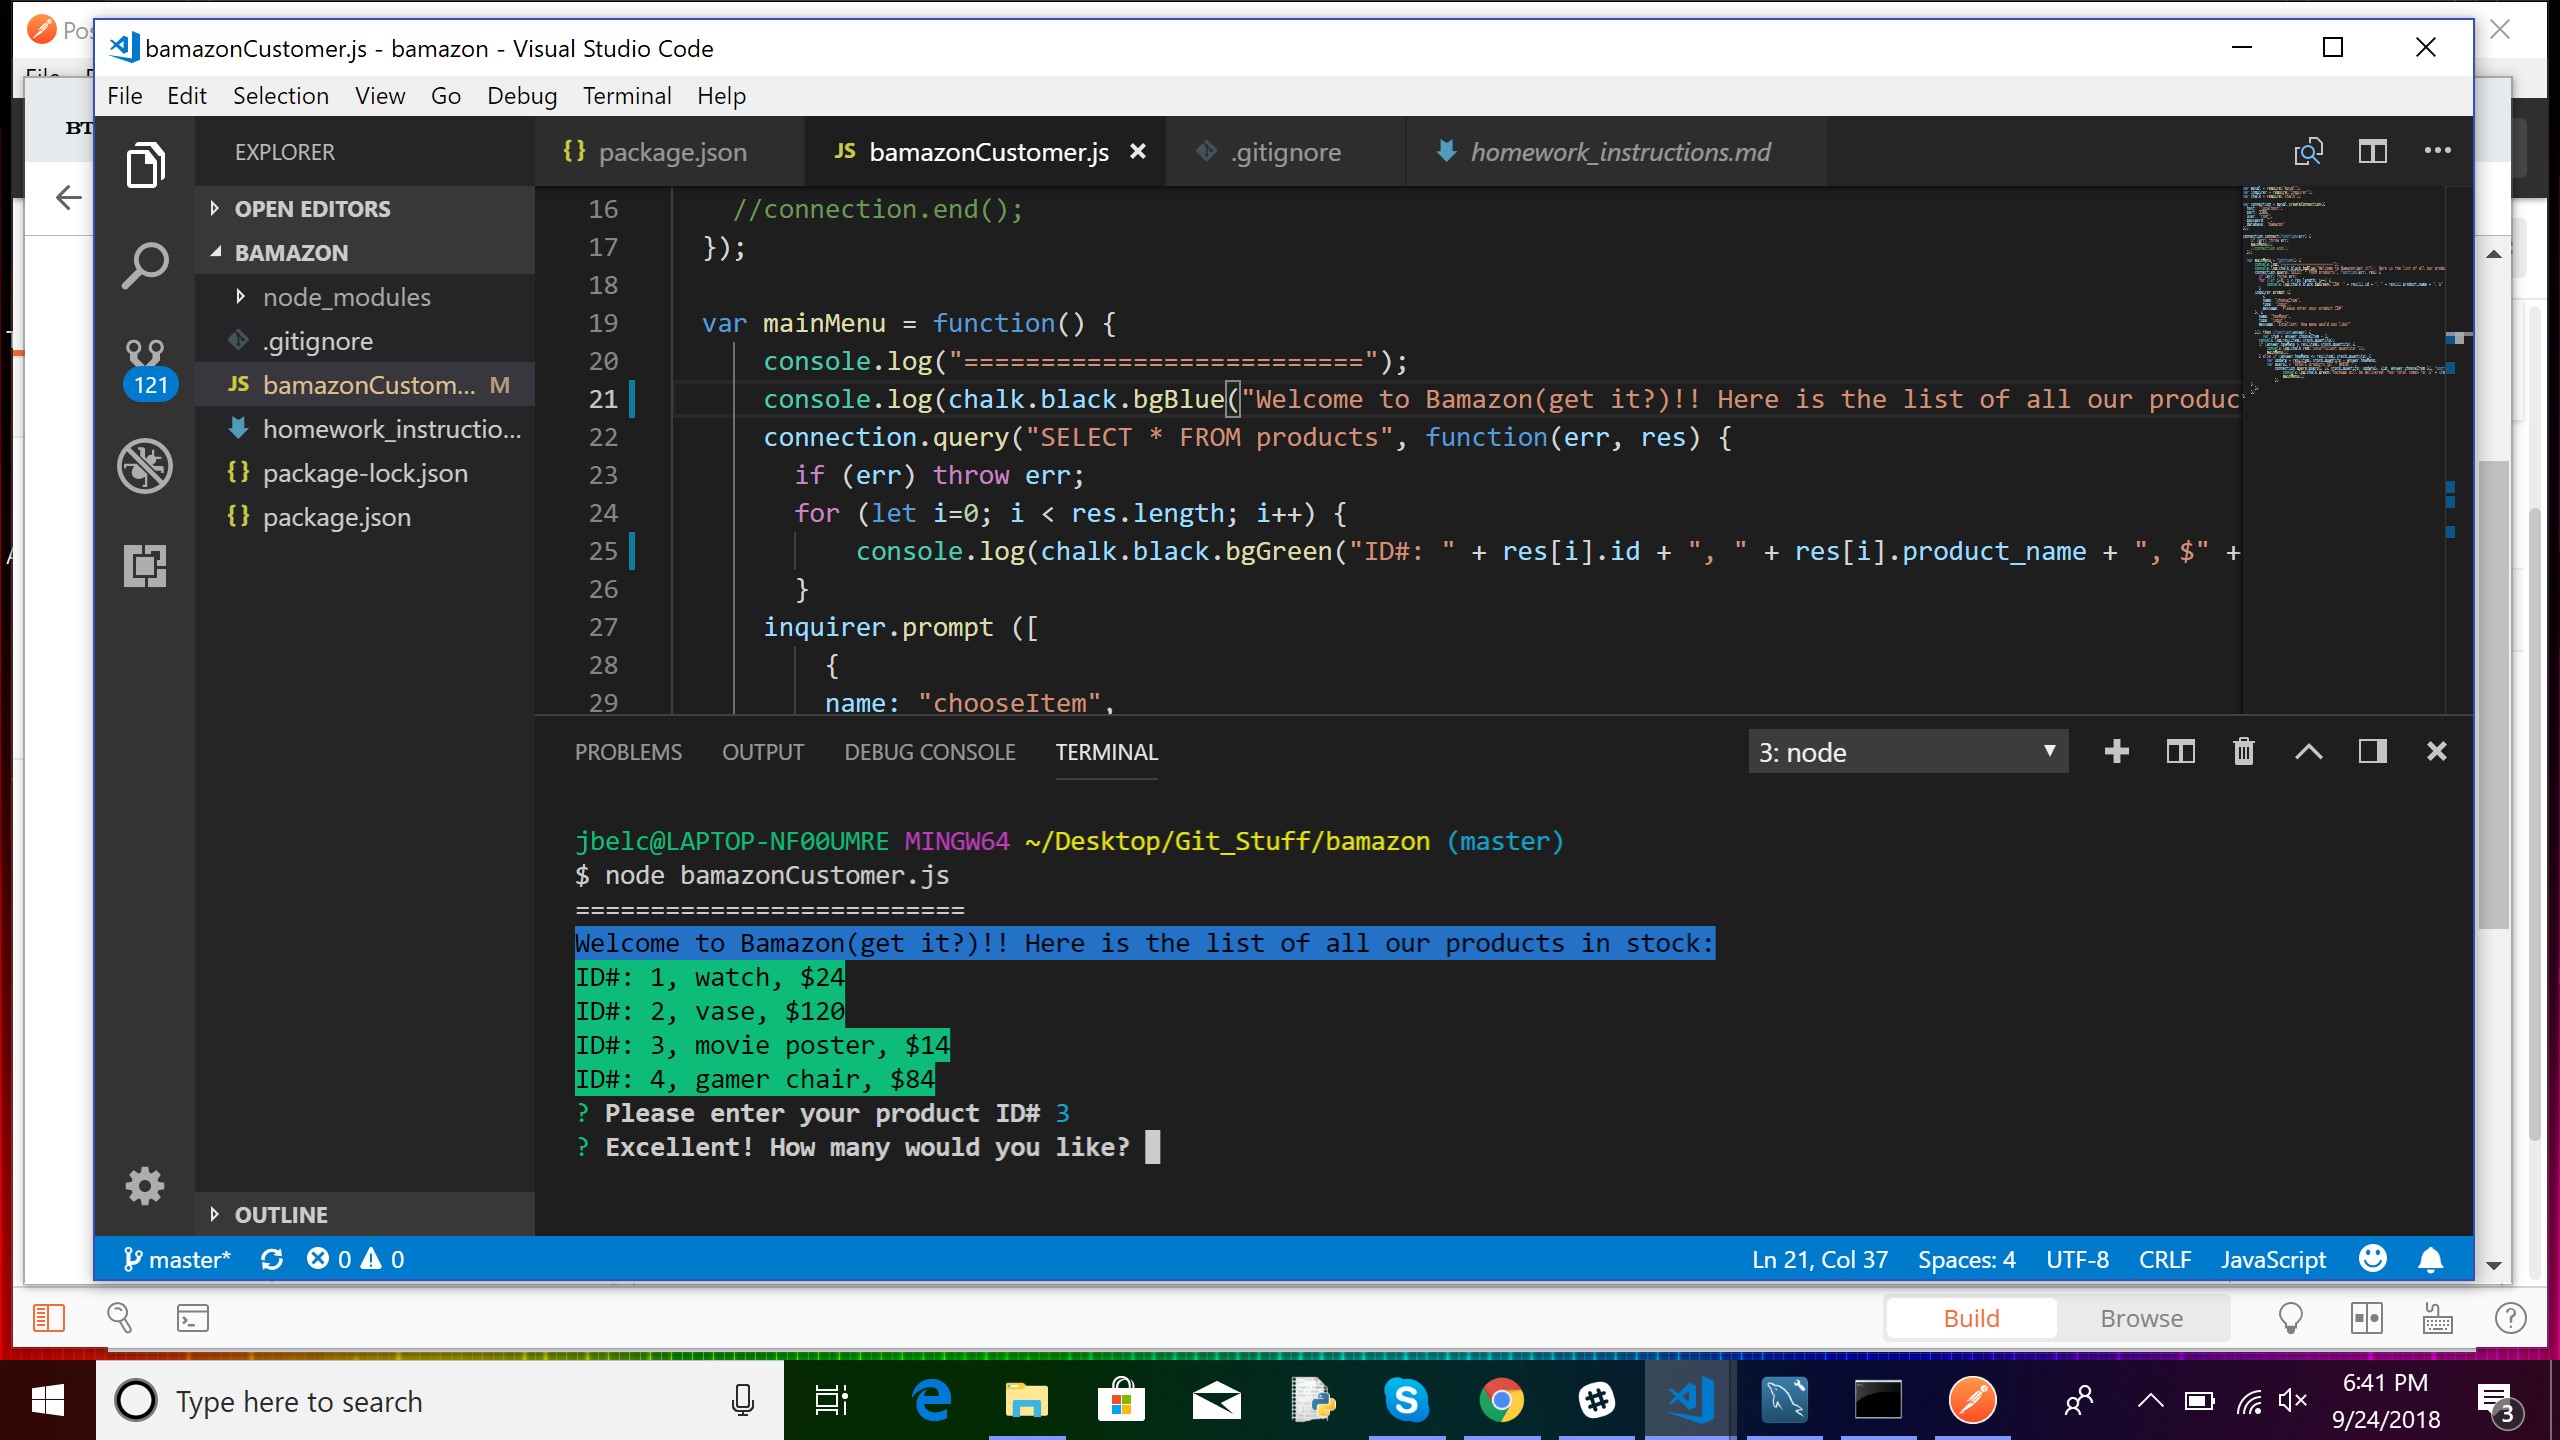 Pos
bamazonCustomer.js - bamazon - Visual Studio Code
File Edit Selection View Go Debug Terminal Help
BT
EXPLORER
{} package.json
JS bamazonCustomer.js
.gitignore
homework_instructions.md
OPEN EDITORS
BAMAZON
node_modules
.gitignore
JS bamazonCustom... M
homework_instructio...
{} package-lock.json
{} package.json
121
OUTLINE
16 //connection.end();
17 });
18
19 var mainMenu = function() {
20 console.log("==========================");
21 console.log(chalk.black.bgBlue("Welcome to Bamazon(get it?)!! Here is the list of all our produc
22 connection.query("SELECT * FROM products", function(err, res) {
23 if (err) throw err;
24 for (let i=0; i < res.length; i++) {
25 console.log(chalk.black.bgGreen("ID#: " + res[i].id + ", " + res[i].product_name + ", $" +
26 }
27 inquirer.prompt ([
28 {
29 name: "chooseItem",
PROBLEMS OUTPUT DEBUG CONSOLE TERMINAL
3: node
jbelc@LAPTOP-NF00UMRE MINGW64 ~/Desktop/Git_Stuff/bamazon (master)
$ node bamazonCustomer.js
==========================
Welcome to Bamazon(get it?)!! Here is the list of all our products in stock:
ID#: 1, watch, $24
ID#: 2, vase, $120
ID#: 3, movie poster, $14
ID#: 4, gamer chair, $84
? Please enter your product ID# 3
? Excellent! How many would you like?
master* 0 0
Ln 21, Col 37 Spaces: 4 UTF-8 CRLF JavaScript
Build Browse
Type here to search
6:41 PM
9/24/2018
3